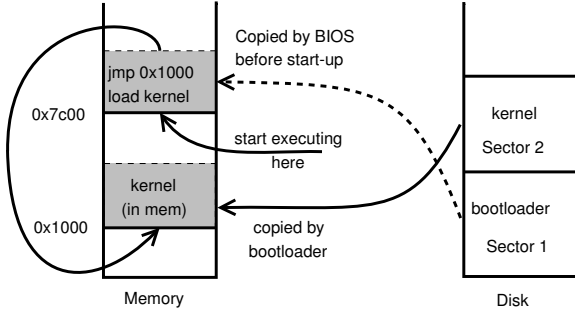 Copied by BIOS
before start-up
jmp 0x1000
load kernel
0x7c00
kernel
Sector 2
start executing
here
kernel
(in mem)
0x1000
copied by
bootloader
bootloader
Sector 1
Memory
Disk